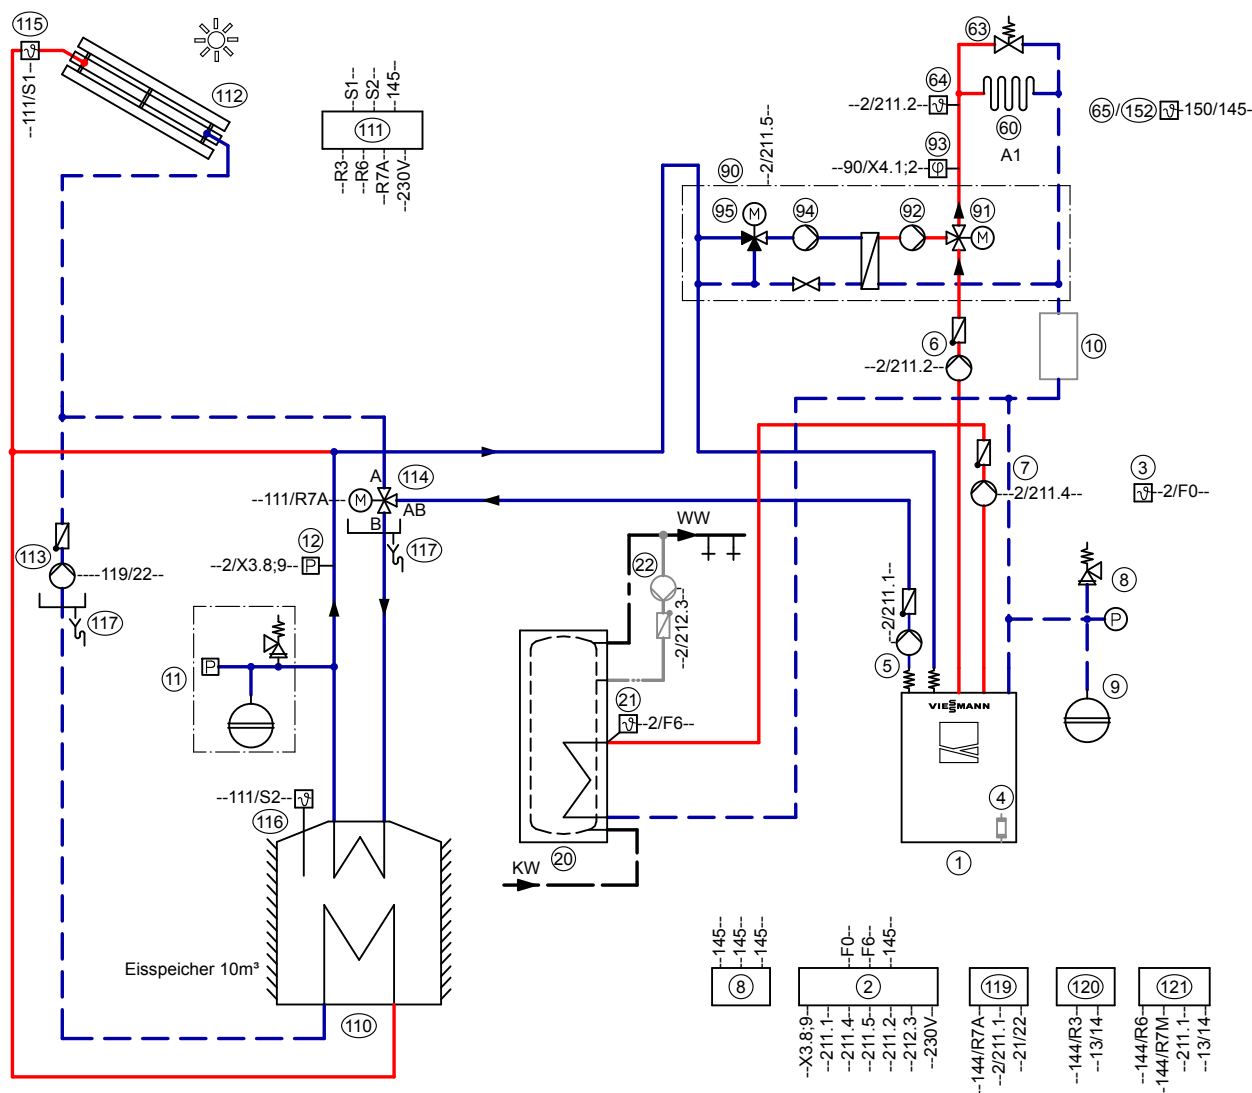 115
--111/S1--
112
--S1--
--S2--
--145--
111
--R3--
--R6--
--R7A--
--230V--
63
64
--2/211.2--
60
A1
65/152
--150/145-
93
--90/X4.1;2--
90
--2/211.5--
95
M
94
92
91
M
6
--2/211.2--
10
A
114
--111/R7A--
M
AB
B
117
7
--2/211.4--
3
--2/F0--
WW
12
--2/X3.8;9--
P
113
----119/22--
117
22
--2/212.3--
--2/211.1--
5
8
P
11
P
21
--2/F6--
9
VIESMANN
--111/S2--
116
4
20
1
KW
Eisspeicher 10m³
110
--145--
--145--
--145--
8
--F0--
--F6--
--145--
2
--X3.8;9--
--211.1--
--211.4--
--211.5--
--211.2--
--212.3--
--230V--
119
--144/R7A--
--2/211.1--
--21/22--
120
--144/R3--
--13/14--
121
--144/R6--
--144/R7M--
--211.1--
--13/14--